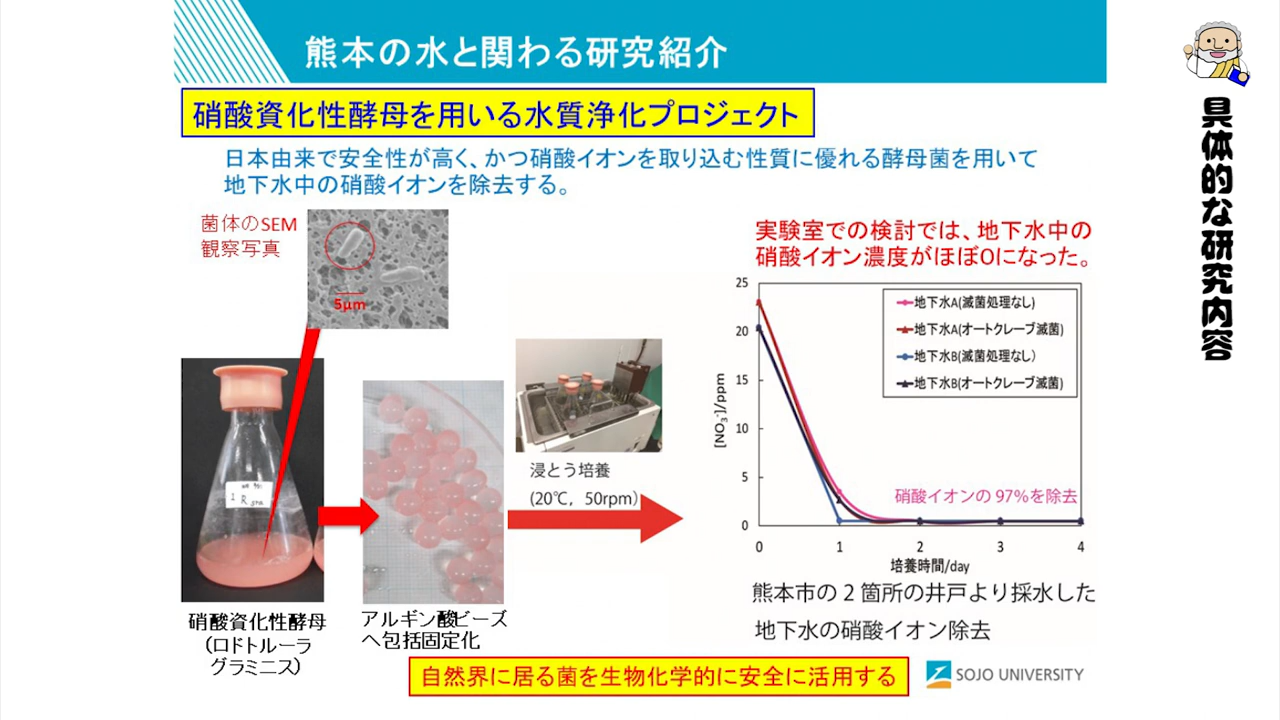 熊本の水と関わる研究紹介
硝酸資化性酵母を用いる水質浄化プロジェクト
日本由来で安全性が高く、かつ硝酸イオンを取り込む性質に優れる酵母菌を用いて
地下水中の硝酸イオンを除去する。
菌体のSEM
観察写真
5μm
硝酸資化性酵母
(ロドトルーラ
グラミニス)
アルギン酸ビーズ
へ包括固定化
浸とう培養
(20℃, 50rpm)
実験室での検討では、地下水中の
硝酸イオン濃度がほぼ0になった。
[NO3-]/ppm
25
20
15
10
5
0
地下水A(滅菌処理なし)
地下水A(オートクレーブ滅菌)
地下水B(滅菌処理なし)
地下水B(オートクレーブ滅菌)
硝酸イオンの 97%を除去
0 1 2 3 4
培養時間/day
熊本市の 2 箇所の井戸より採水した
地下水の硝酸イオン除去
自然界に居る菌を生物化学的に安全に活用する
SOJO UNIVERSITY
具体的な研究内容